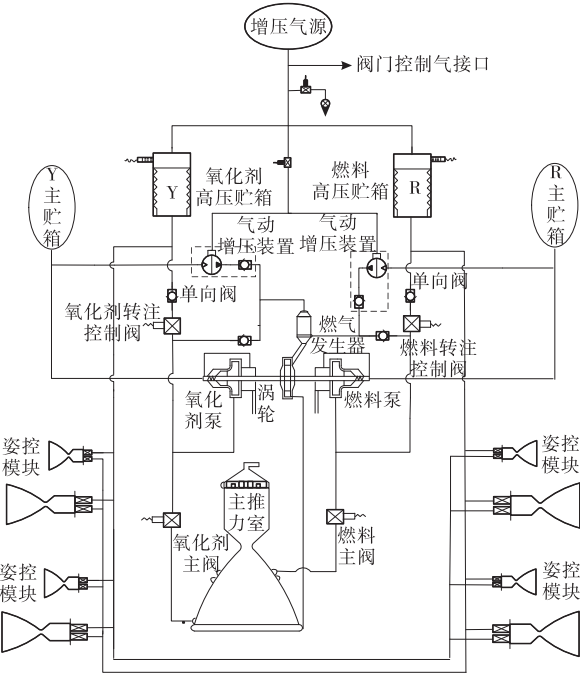 增压气源
阀门控制气接口
氧化剂
高压贮箱
燃料
高压贮箱
Y
R
Y
主
贮
箱
R
主
贮
箱
气动
增压装置
气动
增压装置
单向阀
单向阀
氧化剂转注
控制阀
燃气
发生器
燃料转注
控制阀
氧化
剂泵
涡
轮
燃料泵
姿控
模块
姿控
模块
主推
力室
氧化剂
主阀
燃料
主阀
姿控
模块
姿控
模块